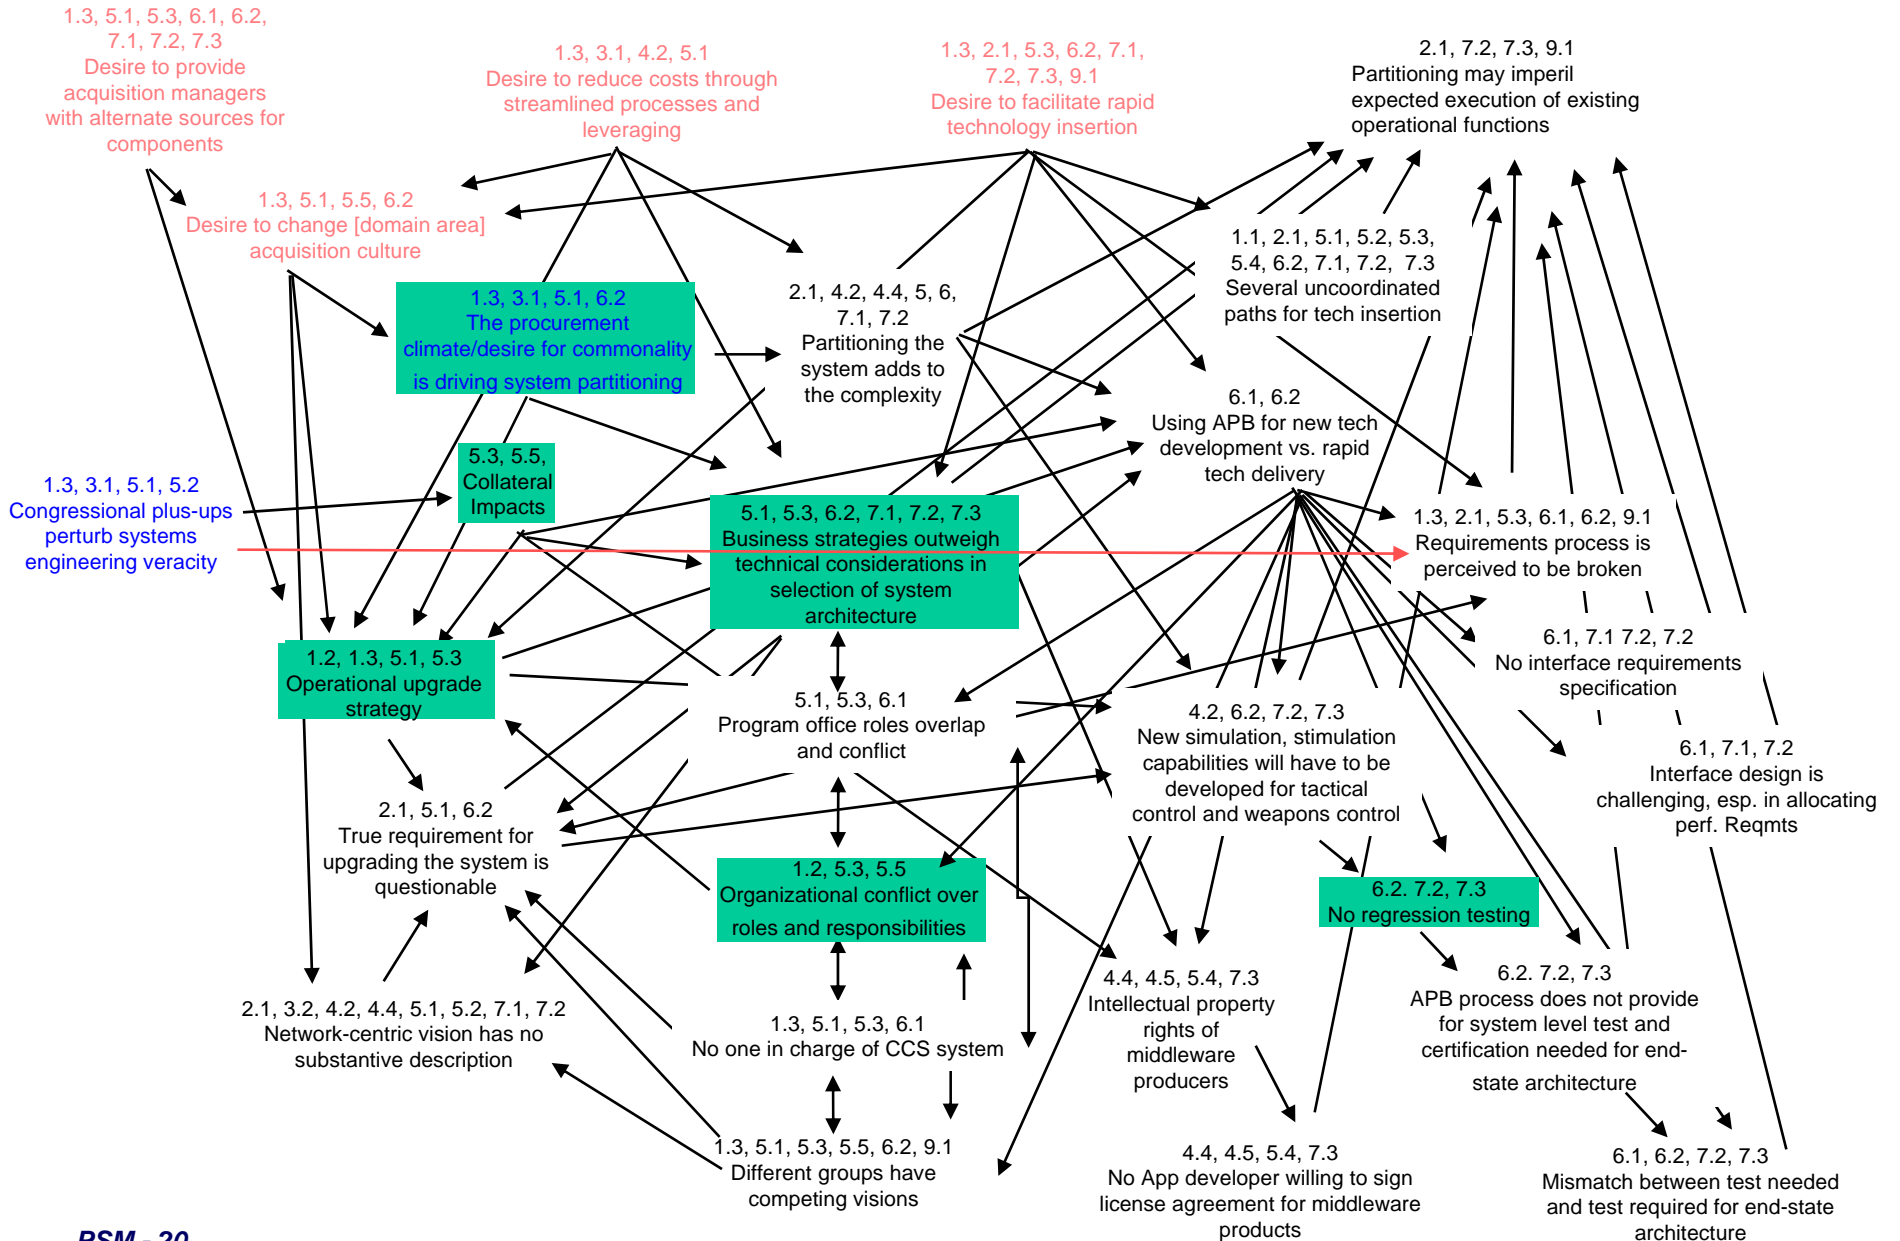 1.3, 5.1, 5.3, 6.1, 6.2,
7.1, 7.2, 7.3
Desire to provide
acquisition managers
with alternate sources for
components
1.3, 3.1, 4.2, 5.1
Desire to reduce costs through
streamlined processes and
leveraging
1.3, 2.1, 5.3, 6.2, 7.1,
7.2, 7.3, 9.1
Desire to facilitate rapid
technology insertion
2.1, 7.2, 7.3, 9.1
Partitioning may imperil
expected execution of existing
operational functions
1.3, 5.1, 5.5, 6.2
Desire to change [domain area]
acquisition culture
1.1, 2.1, 5.1, 5.2, 5.3,
5.4, 6.2, 7.1, 7.2, 7.3
Several uncoordinated
paths for tech insertion
1.3, 3.1, 5.1, 6.2
The procurement
climate/desire for commonality
is driving system partitioning
2.1, 4.2, 4.4, 5, 6,
7.1, 7.2
Partitioning the
system adds to
the complexity
6.1, 6.2
Using APB for new tech
development vs. rapid
tech delivery
5.3, 5.5,
Collateral
Impacts
1.3, 3.1, 5.1, 5.2
Congressional plus-ups
perturb systems
engineering veracity
5.1, 5.3, 6.2, 7.1, 7.2, 7.3
Business strategies outweigh
technical considerations in
selection of system
architecture
1.3, 2.1, 5.3, 6.1, 6.2, 9.1
Requirements process is
perceived to be broken
1.2, 1.3, 5.1, 5.3
Operational upgrade
strategy
6.1, 7.1 7.2, 7.2
No interface requirements
specification
5.1, 5.3, 6.1
Program office roles overlap
and conflict
4.2, 6.2, 7.2, 7.3
New simulation, stimulation
capabilities will have to be
developed for tactical
control and weapons control
6.1, 7.1, 7.2
Interface design is
challenging, esp. in allocating
perf. Reqmts
2.1, 5.1, 6.2
True requirement for
upgrading the system is
questionable
1.2, 5.3, 5.5
Organizational conflict over
roles and responsibilities
6.2. 7.2, 7.3
No regression testing
2.1, 3.2, 4.2, 4.4, 5.1, 5.2, 7.1, 7.2
Network-centric vision has no
substantive description
1.3, 5.1, 5.3, 6.1
No one in charge of CCS system
4.4, 4.5, 5.4, 7.3
Intellectual property
rights of
middleware
producers
6.2. 7.2, 7.3
APB process does not provide
for system level test and
certification needed for end-
state architecture
1.3, 5.1, 5.3, 5.5, 6.2, 9.1
Different groups have
competing visions
4.4, 4.5, 5.4, 7.3
No App developer willing to sign
license agreement for middleware
products
6.1, 6.2, 7.2, 7.3
Mismatch between test needed
and test required for end-state
architecture
PSM - 20